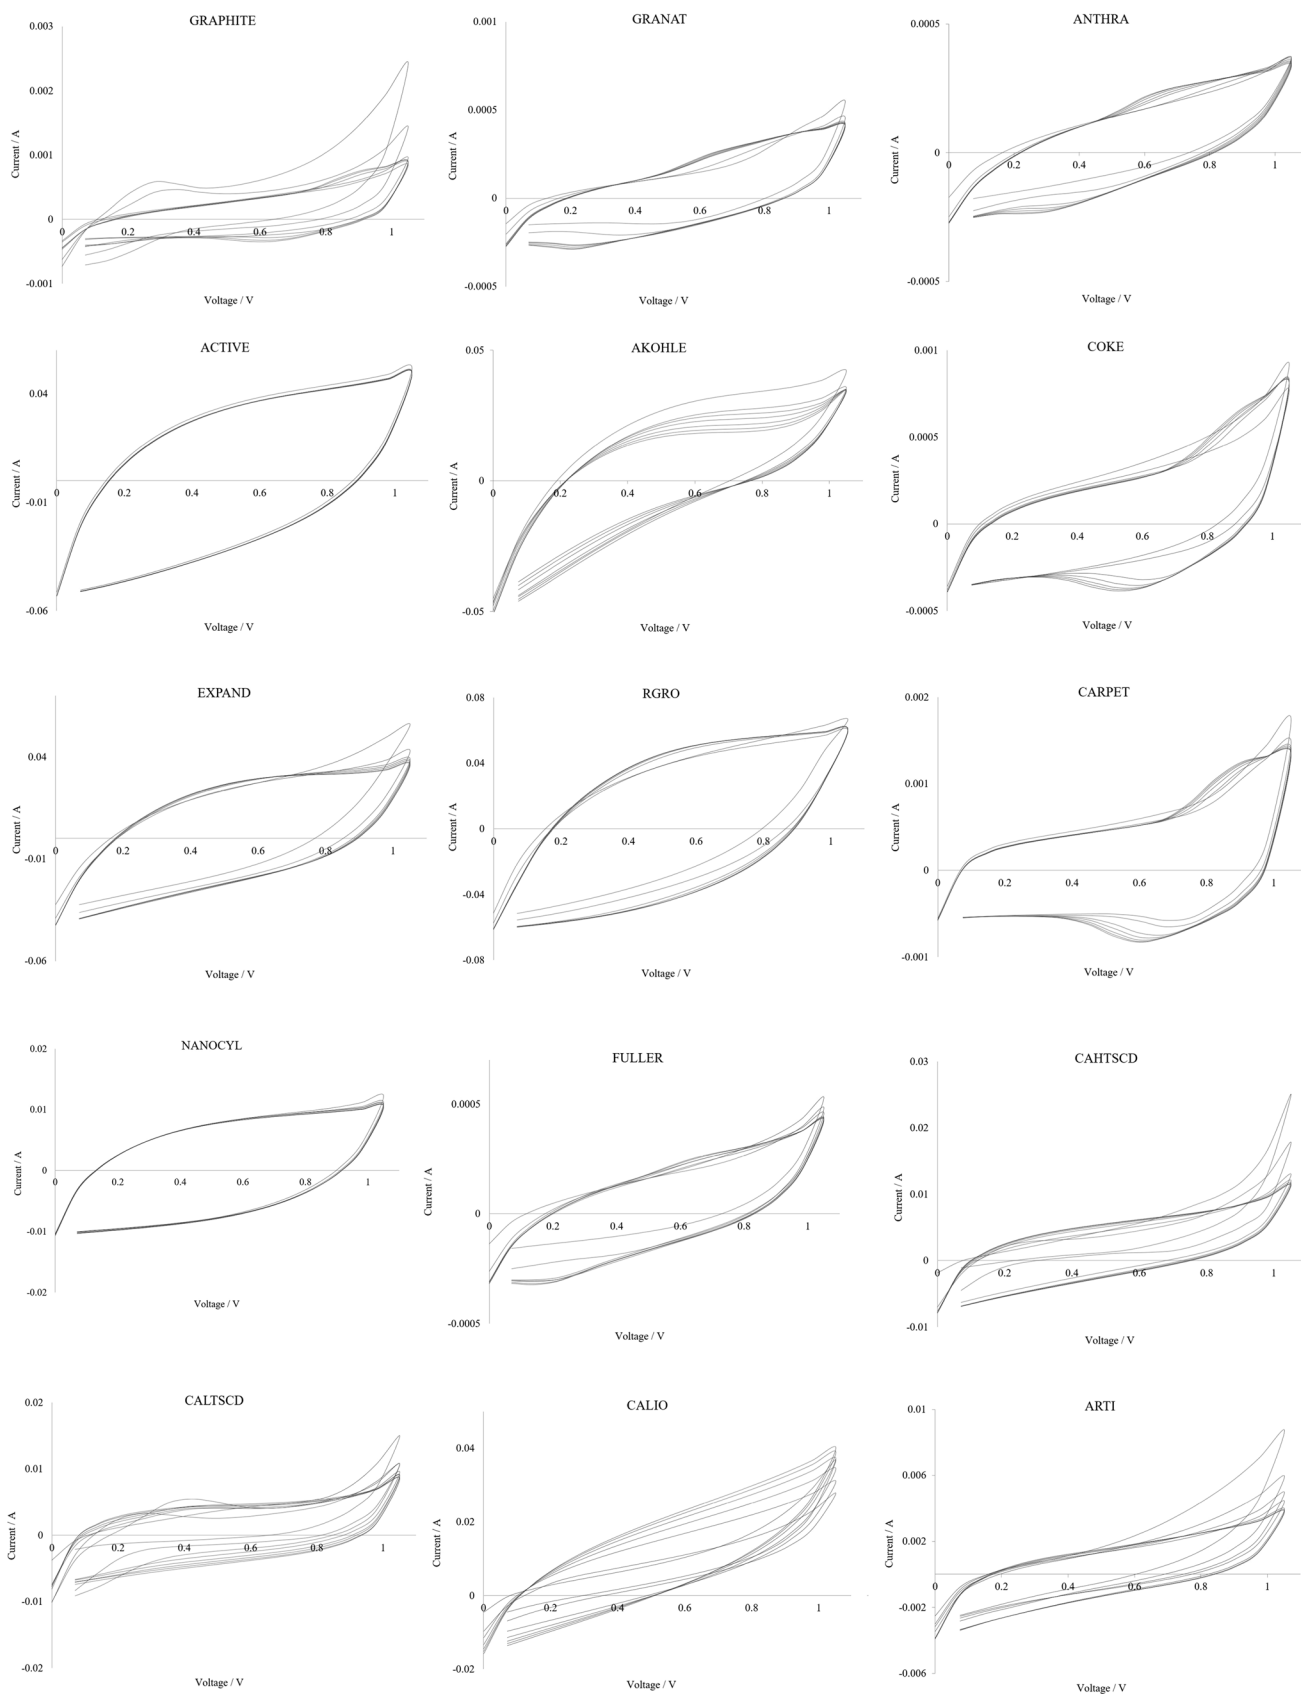 GRAPHITE
0.003
0.002
0.001
0
-0.001
0 0.2 0.4 0.6 0.8 1
Current / A
Voltage / V
GRANAT
0.001
0.0005
0
-0.0005
0 0.2 0.4 0.6 0.8 1
Current / A
Voltage / V
ANTHRA
0.0005
0
-0.0005
0 0.2 0.4 0.6 0.8 1
Current / A
Voltage / V
ACTIVE
0.04
-0.01
-0.06
0 0.2 0.4 0.6 0.8 1
Current / A
Voltage / V
AKOHLE
0.05
0
-0.05
0 0.2 0.4 0.6 0.8 1
Current / A
Voltage / V
COKE
0.001
0.0005
0
-0.0005
0 0.2 0.4 0.6 0.8 1
Current / A
Voltage / V
EXPAND
0.04
-0.01
-0.06
0 0.2 0.4 0.6 0.8 1
Current / A
Voltage / V
RGRO
0.08
0.04
0
-0.04
-0.08
0 0.2 0.4 0.6 0.8 1
Current / A
Voltage / V
CARPET
0.002
0.001
0
-0.001
0 0.2 0.4 0.6 0.8 1
Current / A
Voltage / V
NANOCYL
0.02
0.01
0
-0.01
-0.02
0 0.2 0.4 0.6 0.8 1
Current / A
Voltage / V
FULLER
0.0005
0
-0.0005
0 0.2 0.4 0.6 0.8 1
Current / A
Voltage / V
CAHTSCD
0.03
0.02
0.01
0
-0.01
0 0.2 0.4 0.6 0.8 1
Current / A
Voltage / V
CALTSCD
0.02
0.01
0
-0.01
-0.02
0 0.2 0.4 0.6 0.8 1
Current / A
Voltage / V
CALIO
0.04
0.02
0
-0.02
0 0.2 0.4 0.6 0.8 1
Current / A
Voltage / V
ARTI
0.01
0.006
0.002
-0.002
-0.006
0 0.2 0.4 0.6 0.8 1
Current / A
Voltage / V